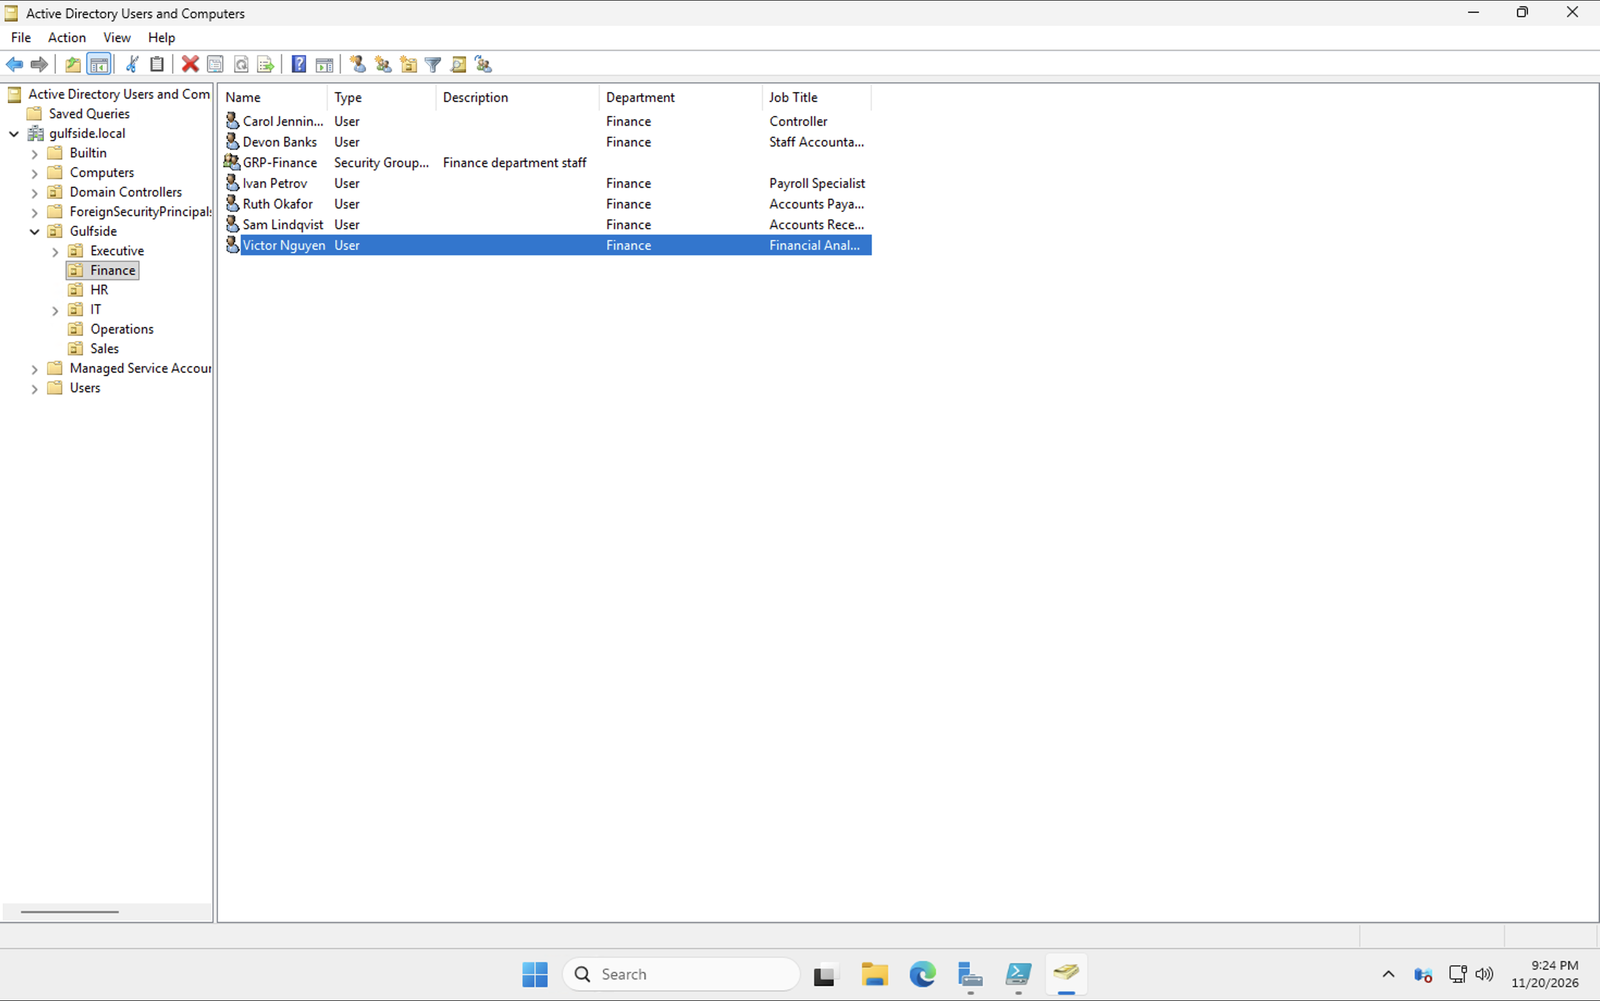 Active Directory Users and Computers
File Action View Help
Active Directory Users and Com
Saved Queries
gulfside.local
Builtin
Computers
Domain Controllers
ForeignSecurityPrincipals
Gulfside
Executive
Finance
HR
IT
Operations
Sales
Managed Service Accour
Users
Name Type Description Department Job Title
Carol Jennin... User Finance Controller
Devon Banks User Finance Staff Accounta...
GRP-Finance Security Group... Finance department staff
Ivan Petrov User Finance Payroll Specialist
Ruth Okafor User Finance Accounts Paya...
Sam Lindqvist User Finance Accounts Rece...
Victor Nguyen User Finance Financial Anal...
Search
9:24 PM
11/20/2026